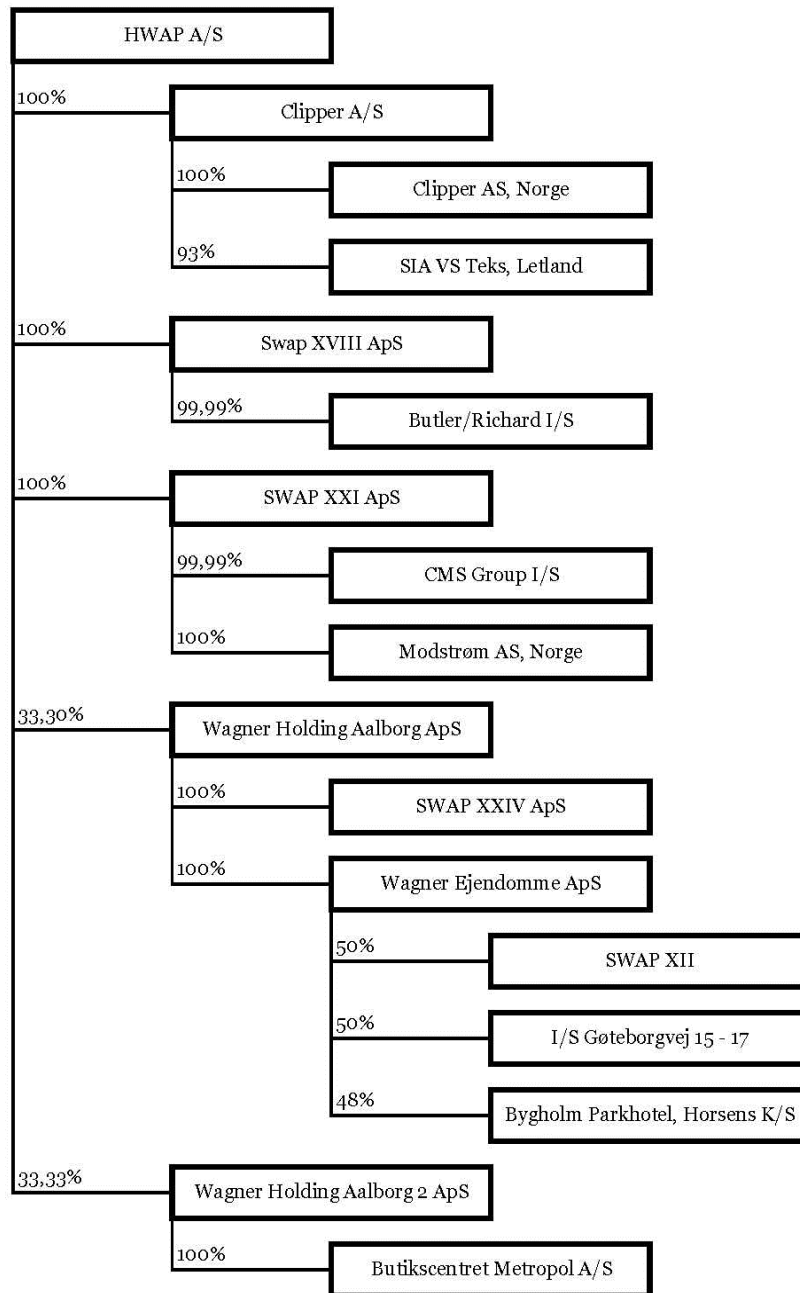 HWAP A/S
100%
Clipper A/S
100%
Clipper AS, Norge
93%
SIA VS Teks, Letland
100%
Swap XVIII ApS
99,99%
Butler/Richard I/S
100%
SWAP XXI ApS
99,99%
CMS Group I/S
100%
Modstrøm AS, Norge
33,30%
Wagner Holding Aalborg ApS
100%
SWAP XXIV ApS
100%
Wagner Ejendomme ApS
50%
SWAP XII
50%
I/S Gøteborgvej 15 - 17
48%
Bygholm Parkhotel, Horsens K/S
33,33%
Wagner Holding Aalborg 2 ApS
100%
Butikscentret Metropol A/S